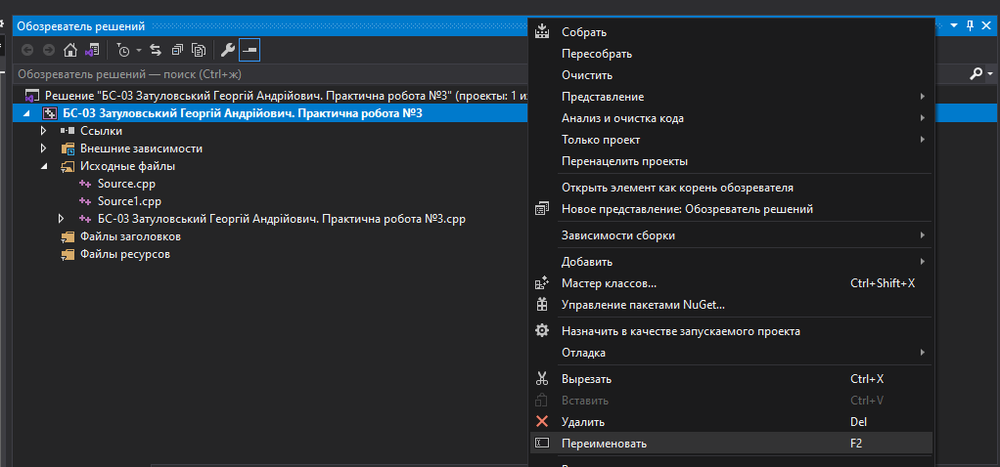 Обозреватель решений
Обозреватель решений — поиск (Ctrl+ж)
Решение "БС-03 Затуловський Георгій Андрійович. Практична робота №3" (проекты: 1
БС-03 Затуловський Георгій Андрійович. Практична робота №3
Ссылки
Внешние зависимости
Исходные файлы
Source.cpp
Source1.cpp
БС-03 Затуловський Георгій Андрійович. Практична робота №3.cpp
Файлы заголовков
Файлы ресурсов
Собрать
Пересобрать
Очистить
Представление
Анализ и очистка кода
Только проект
Перенацелить проекты
Открыть элемент как корень обозревателя
Новое представление: Обозреватель решений
Зависимости сборки
Добавить
Мастер классов... Ctrl+Shift+X
Управление пакетами NuGet...
Назначить в качестве запускаемого проекта
Отладка
Вырезать Ctrl+X
Вставить Ctrl+V
Удалить Del
Переименовать F2